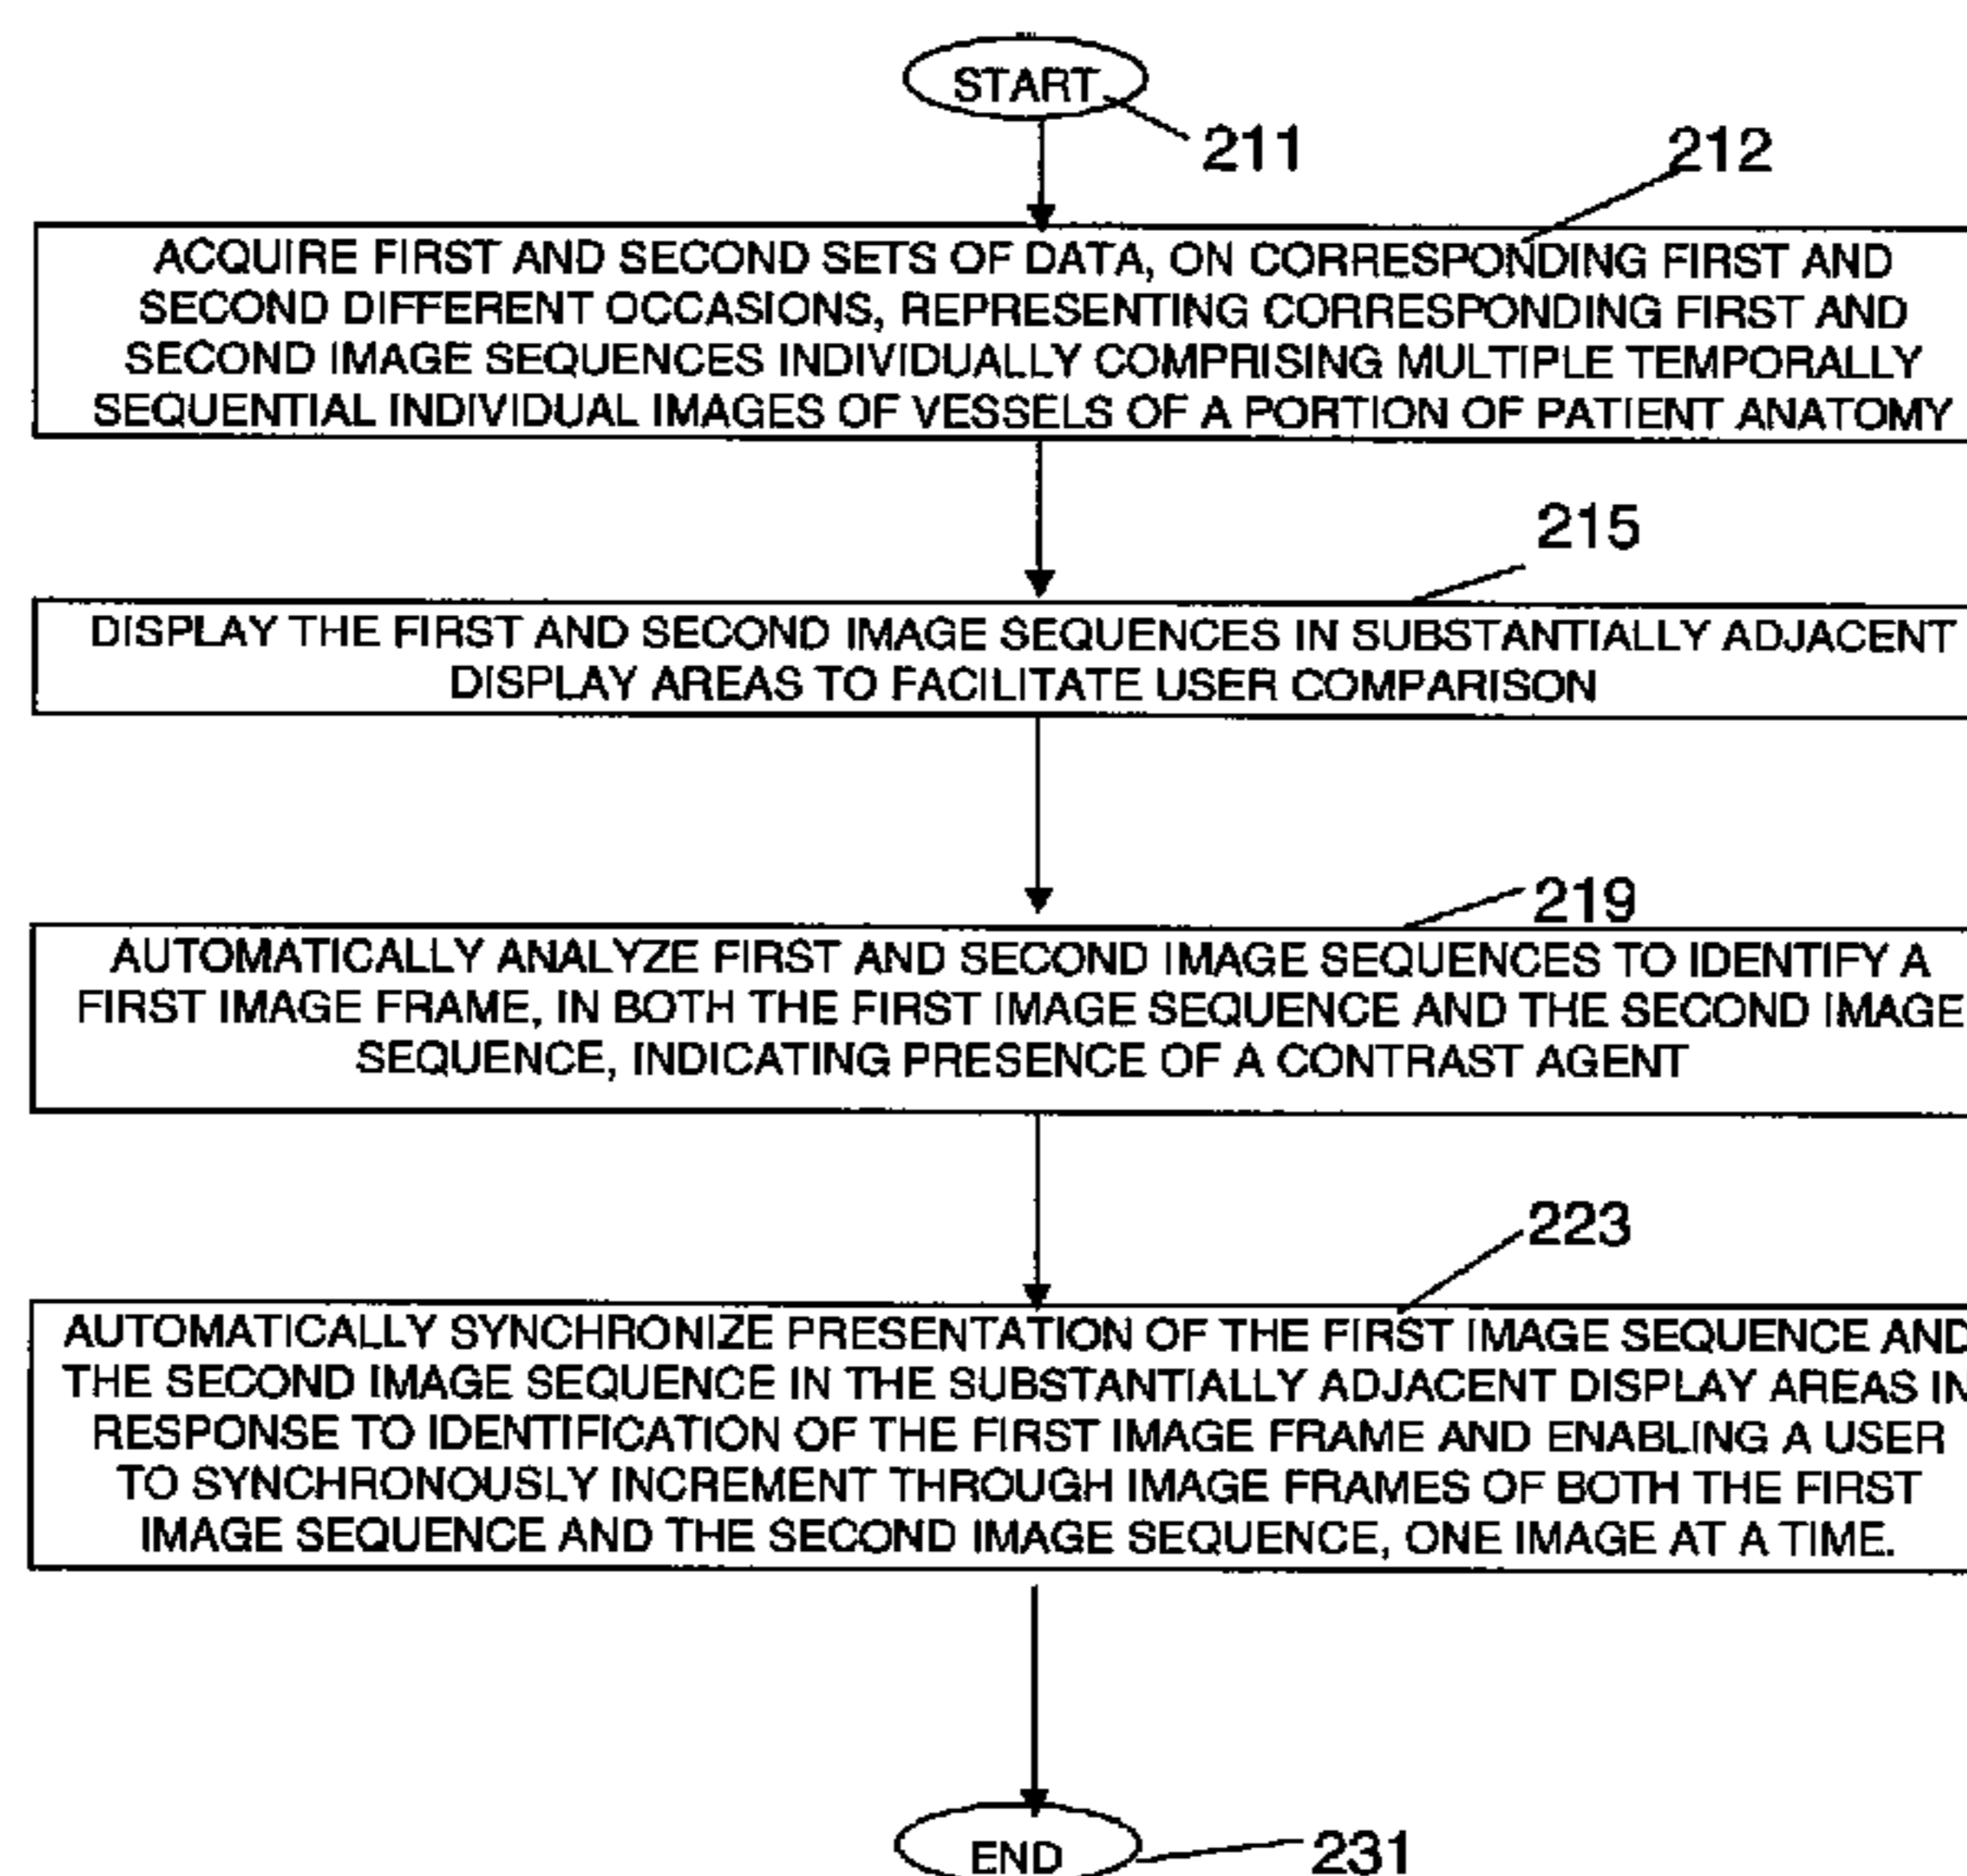 START
211
212
ACQUIRE FIRST AND SECOND SETS OF DATA, ON CORRESPONDING FIRST AND
SECOND DIFFERENT OCCASIONS, REPRESENTING CORRESPONDING FIRST AND
SECOND IMAGE SEQUENCES INDIVIDUALLY COMPRISING MULTIPLE TEMPORALLY
SEQUENTIAL INDIVIDUAL IMAGES OF VESSELS OF A PORTION OF PATIENT ANATOMY
215
DISPLAY THE FIRST AND SECOND IMAGE SEQUENCES IN SUBSTANTIALLY ADJACENT
DISPLAY AREAS TO FACILITATE USER COMPARISON
219
AUTOMATICALLY ANALYZE FIRST AND SECOND IMAGE SEQUENCES TO IDENTIFY A
FIRST IMAGE FRAME, IN BOTH THE FIRST IMAGE SEQUENCE AND THE SECOND IMAGE
SEQUENCE, INDICATING PRESENCE OF A CONTRAST AGENT
223
AUTOMATICALLY SYNCHRONIZE PRESENTATION OF THE FIRST IMAGE SEQUENCE AND
THE SECOND IMAGE SEQUENCE IN THE SUBSTANTIALLY ADJACENT DISPLAY AREAS IN
RESPONSE TO IDENTIFICATION OF THE FIRST IMAGE FRAME AND ENABLING A USER
TO SYNCHRONOUSLY INCREMENT THROUGH IMAGE FRAMES OF BOTH THE FIRST
IMAGE SEQUENCE AND THE SECOND IMAGE SEQUENCE, ONE IMAGE AT A TIME.
END
231